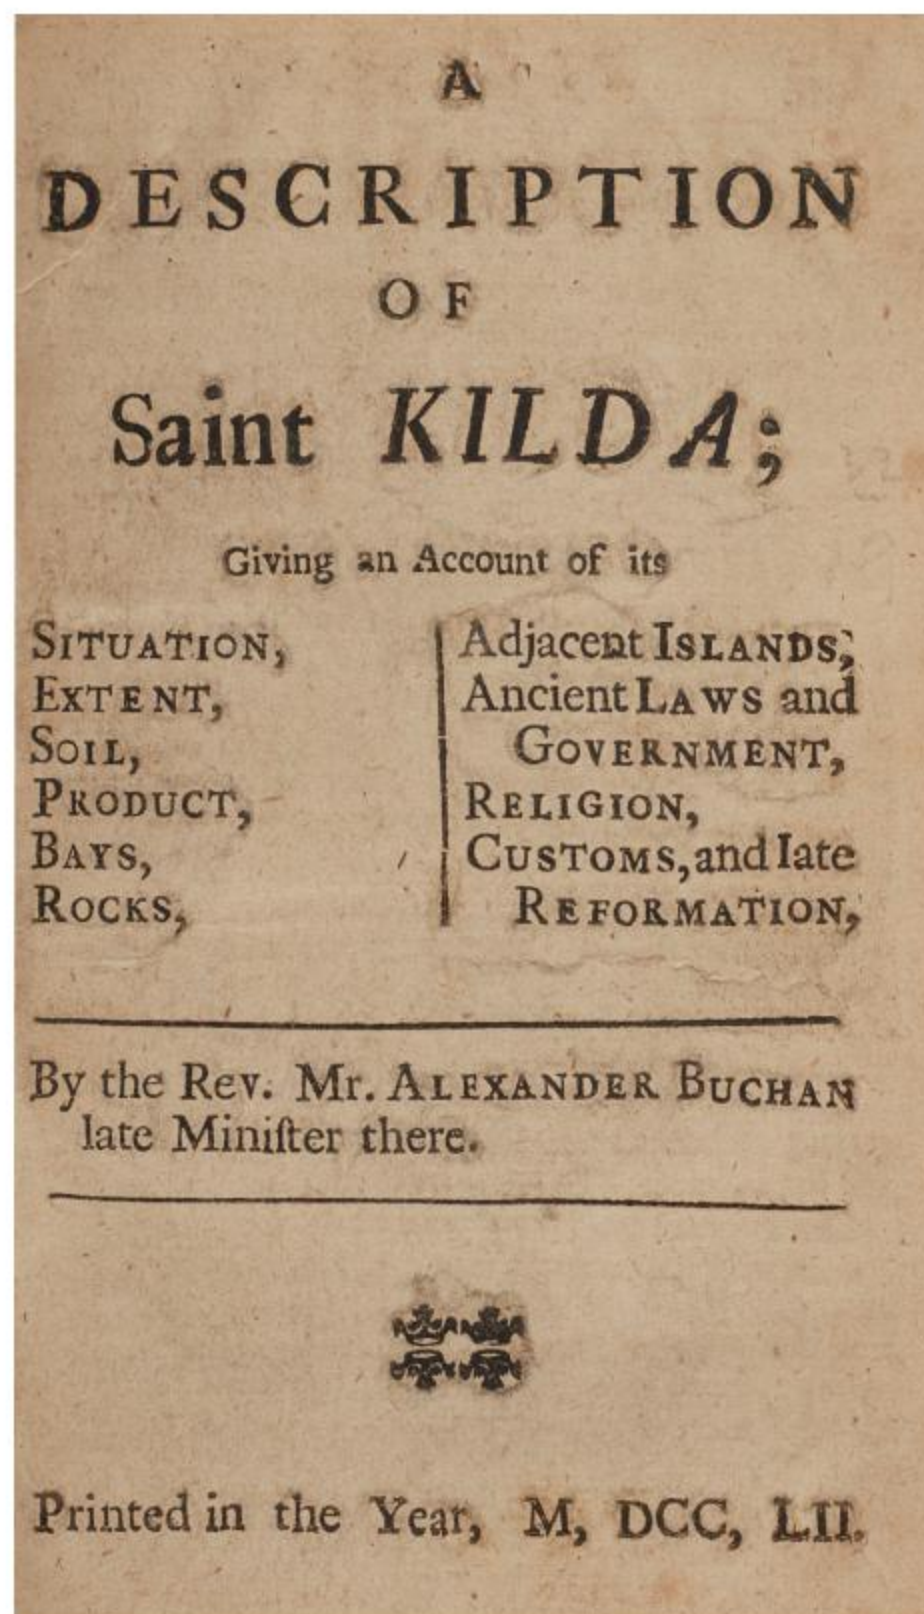 A
DESCRIPTION
OF
Saint KILDA;
Giving an Account of its
SITUATION,
EXTENT,
SOIL,
PRODUCT,
BAYS,
ROCKS,
Adjacent ISLANDS,
Ancient LAWS and
GOVERNMENT,
RELIGION,
CUSTOMS, and late
REFORMATION,
By the Rev. Mr. ALEXANDER BUCHAN
late Miniſter there.
Printed in the Year, M, DCC, LII.